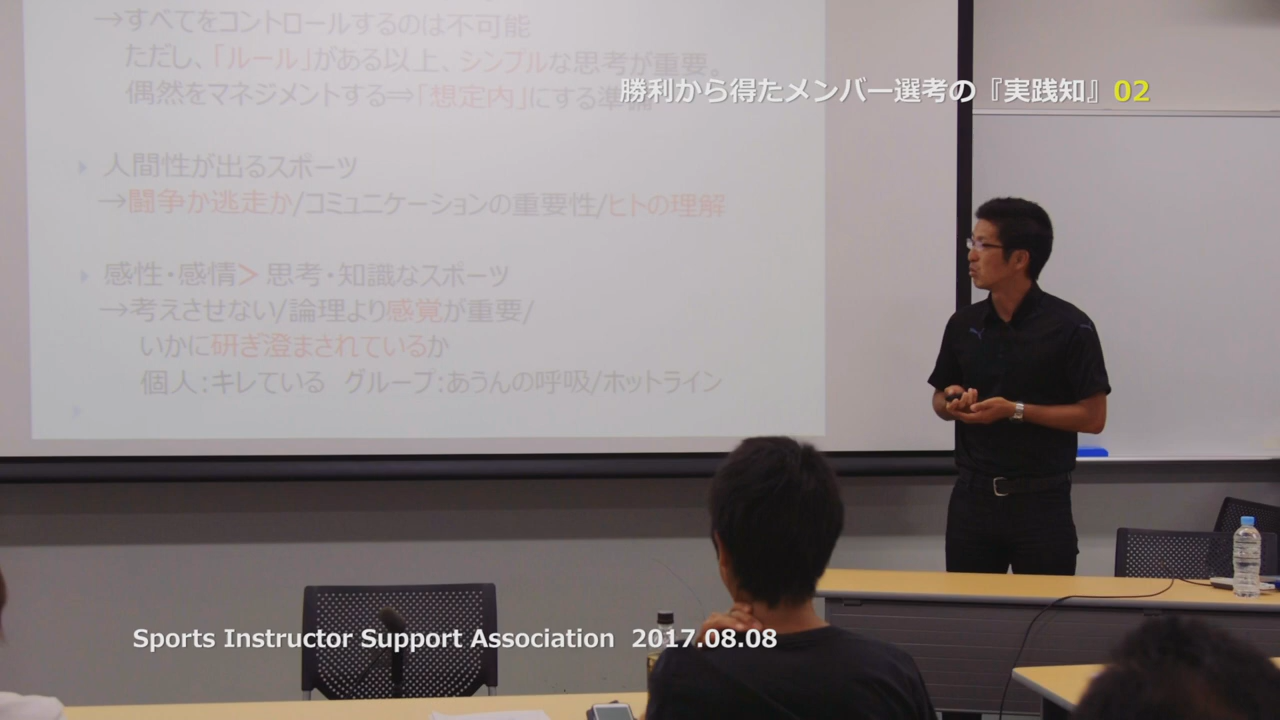 →すべてをコントロールするのは不可能
ただし、「ルール」がある以上、シンプルな思考が重要。
偶然をマネジメントする⇒「想定内」にする準備
勝利から得たメンバー選考の『実践知』02
人間性が出るスポーツ
→闘争か逃走か/コミュニケーションの重要性/ヒトの理解
感性・感情＞思考・知識なスポーツ
→考えさせない/論理より感覚が重要/
いかに研ぎ澄まされているか
個人：キレている グループ：あうんの呼吸/ホットライン
Sports Instructor Support Association 2017.08.08